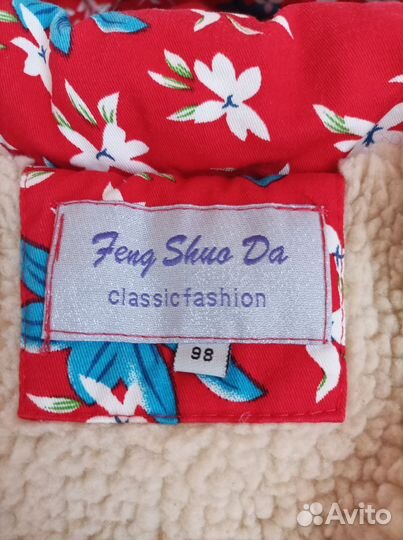 Feng Shuo Da
classicfashion
98
Avito